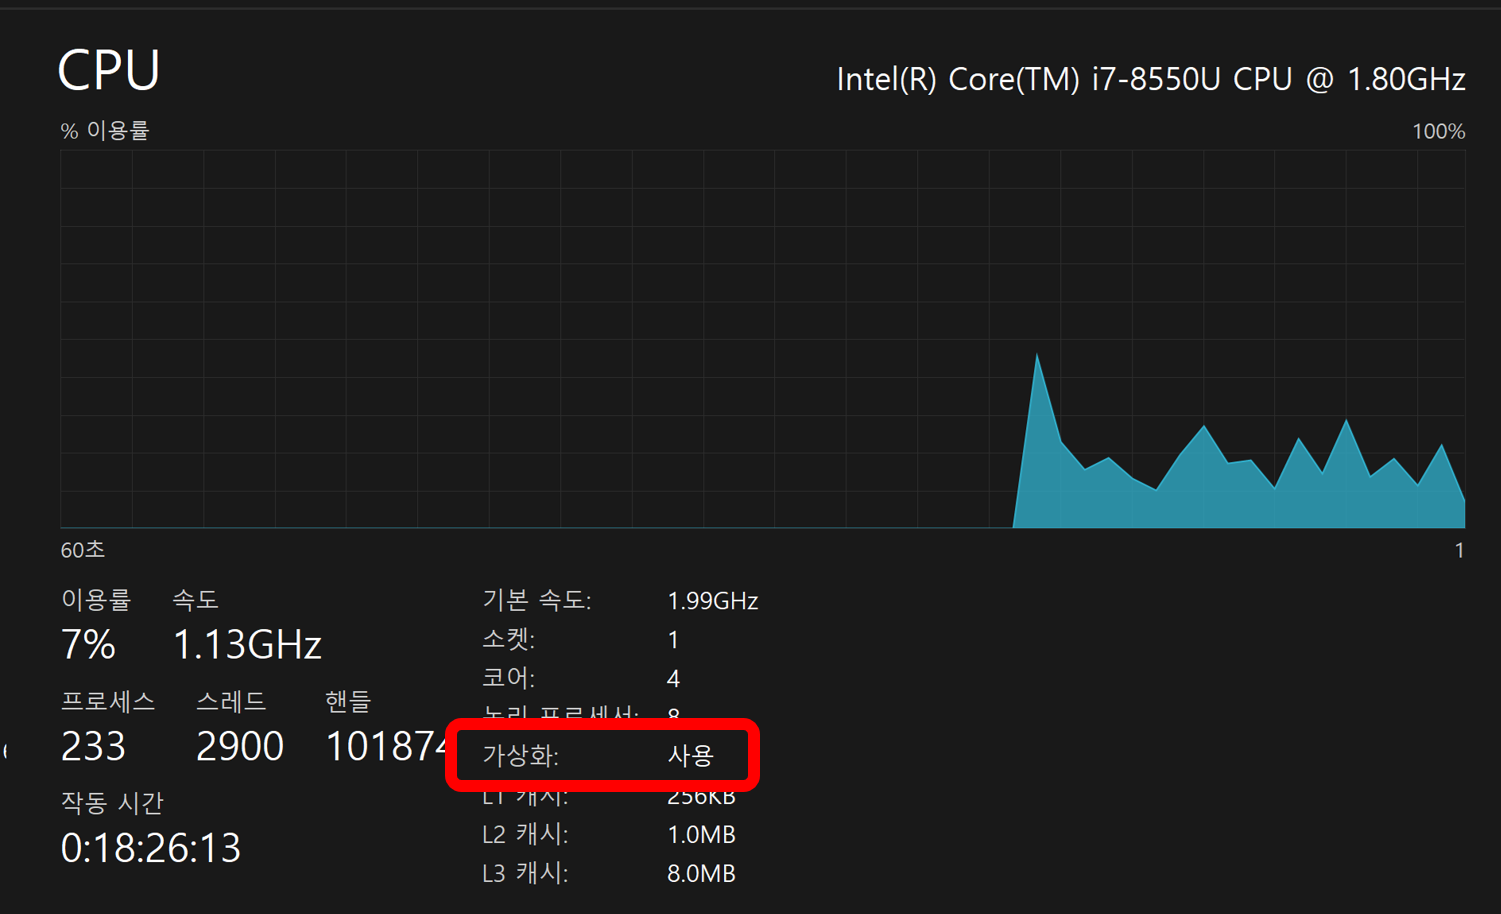 CPU
Intel(R) Core(TM) i7-8550U CPU @ 1.80GHz
% 이용률
100%
60초
1
이용률 속도
7% 1.13GHz
프로세스 스레드 핸들
233 2900 101874
작동 시간
0:18:26:13
기본 속도: 1.99GHz
소켓: 1
코어: 4
논리 프로세서: 8
가상화: 사용
L1 캐시: 256KB
L2 캐시: 1.0MB
L3 캐시: 8.0MB